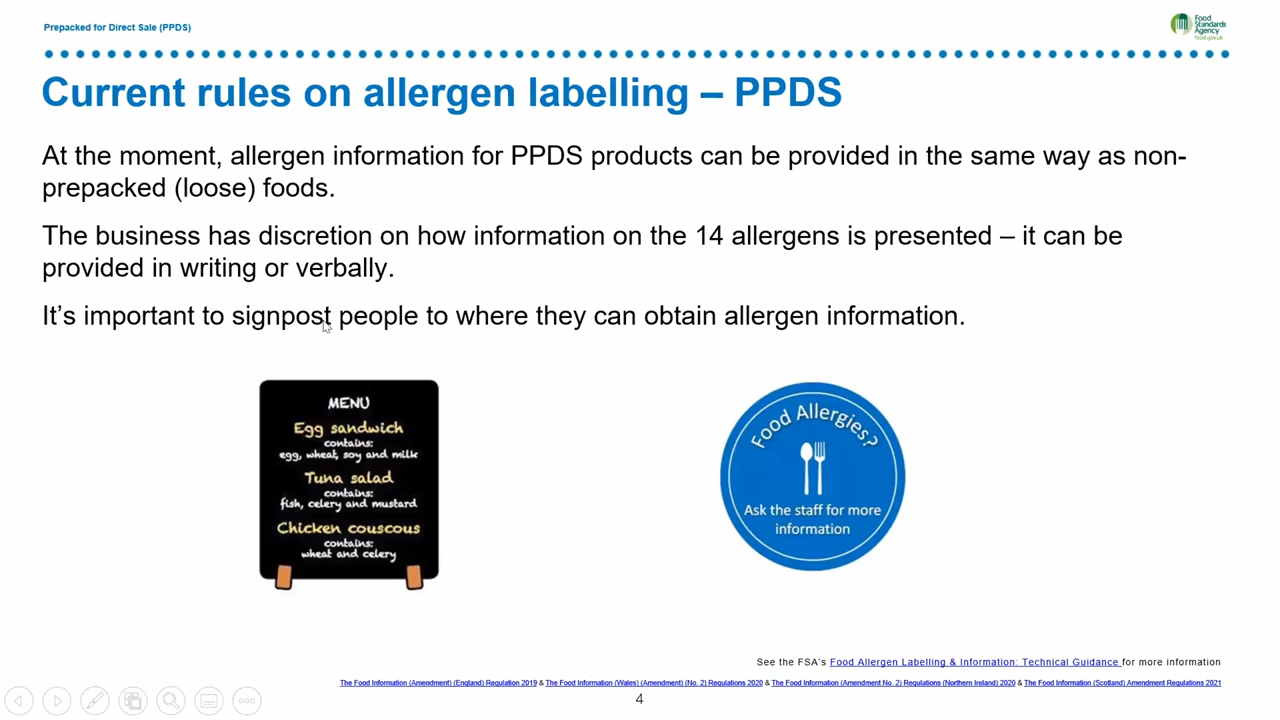 Prepacked for Direct Sale (PPDS)
Food
Standards
Agency
food.gov.uk
Current rules on allergen labelling – PPDS
At the moment, allergen information for PPDS products can be provided in the same way as non-
prepacked (loose) foods.
The business has discretion on how information on the 14 allergens is presented – it can be
provided in writing or verbally.
It’s important to signpost people to where they can obtain allergen information.
MENU
Egg sandwich
contains:
egg, wheat, soy and milk
Tuna salad
contains:
fish, celery and mustard
Chicken couscous
contains:
wheat and celery
Food Allergies?
Ask the staff for more
information
See the FSA’s Food Allergen Labelling & Information: Technical Guidance for more information
The Food Information (Amendment) (England) Regulation 2019 & The Food Information (Wales) (Amendment) (No. 2) Regulations 2020 & The Food Information (Amendment No. 2) Regulations (Northern Ireland) 2020 & The Food Information (Scotland) Amendment Regulations 2021
4